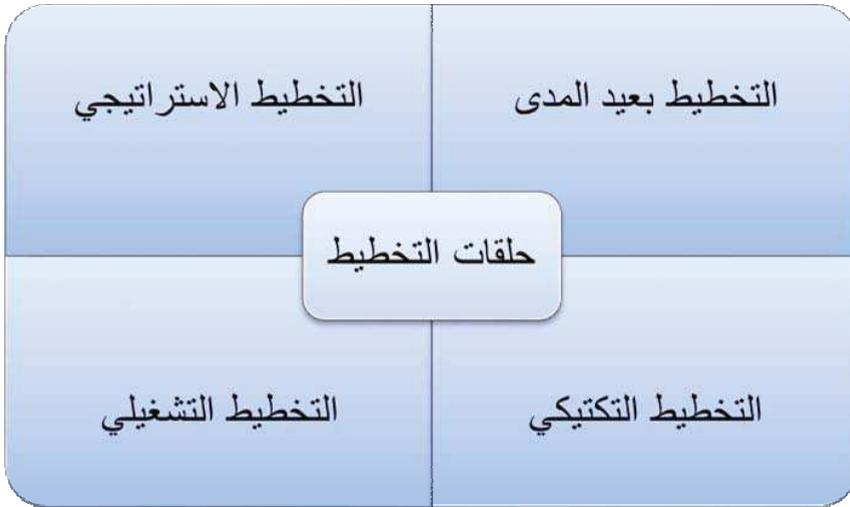 التخطيط بعيد المدى
التخطيط الاستراتيجي
حلقات التخطيط
التخطيط التكتيكي
التخطيط التشغيلي